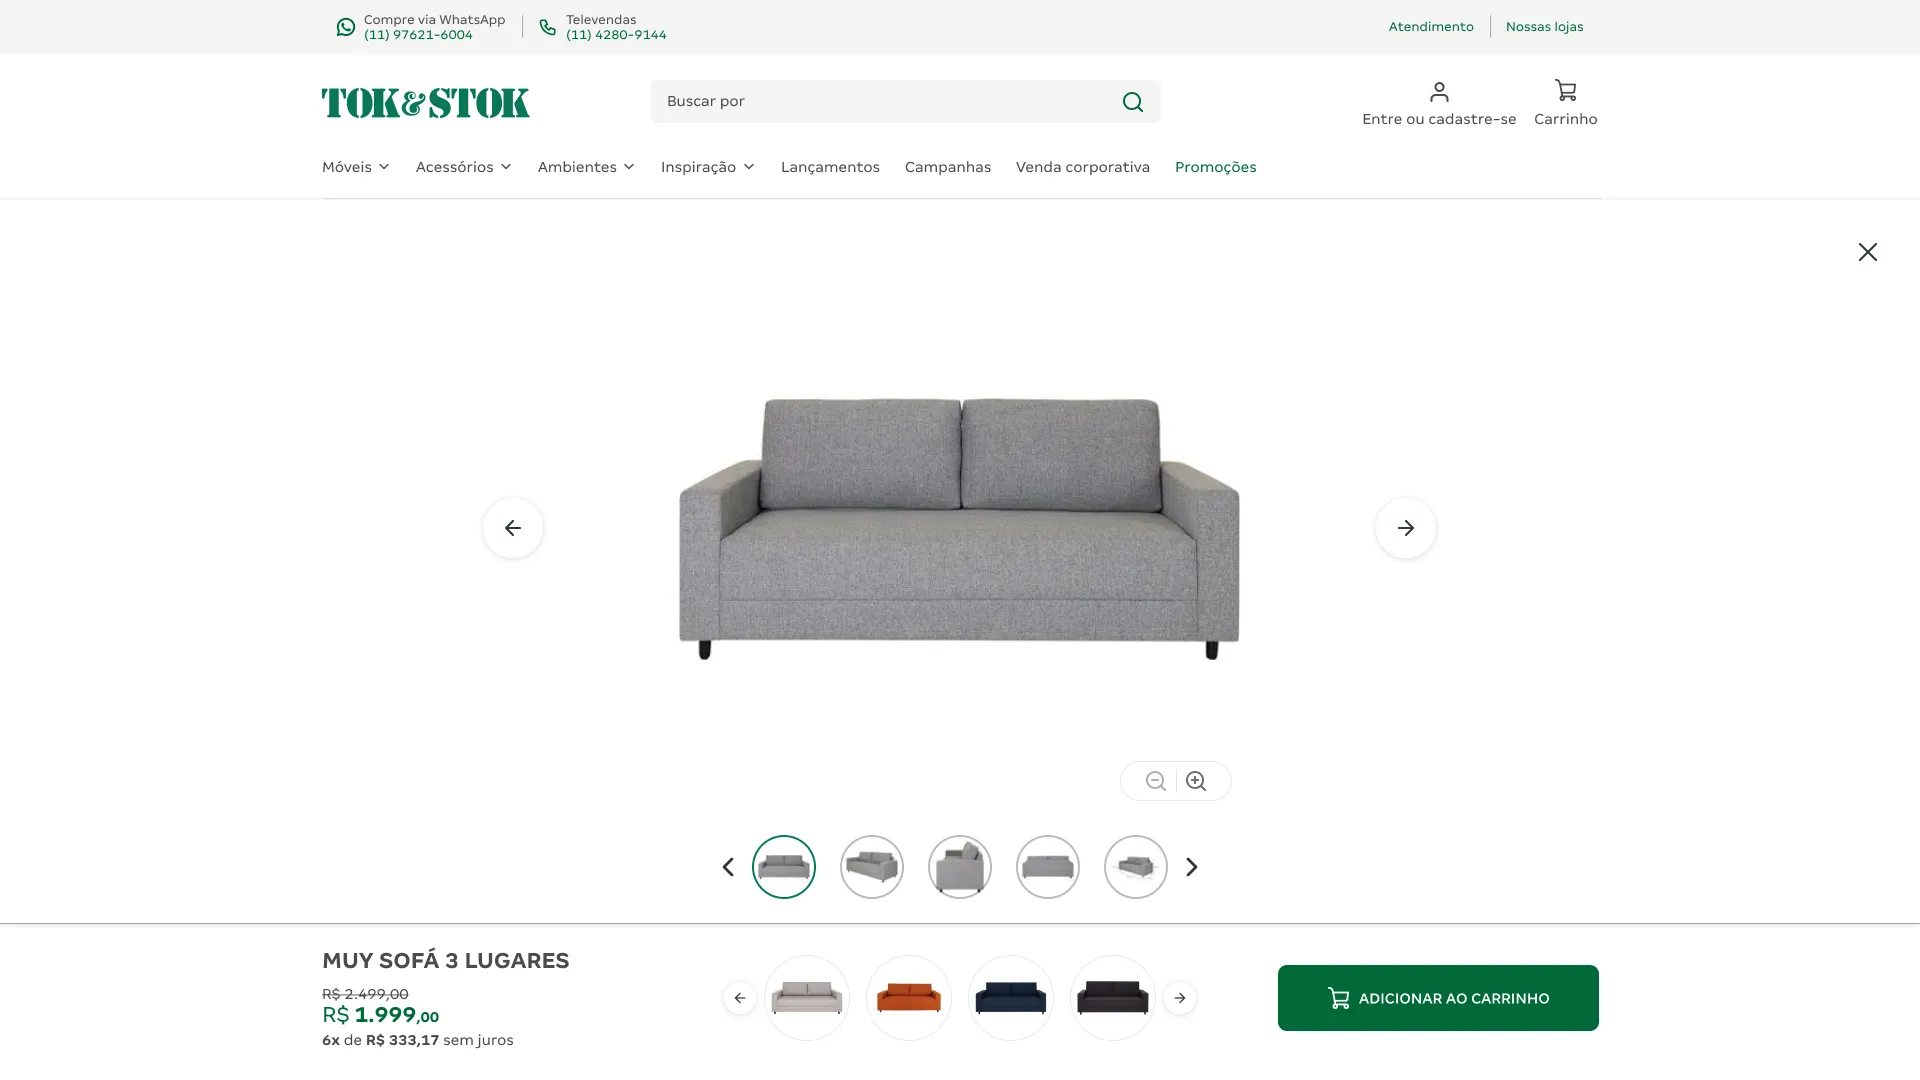 Compre via WhatsApp
(11) 97621-6004
Televendas
(11) 4280-9144
Atendimento
Nossas lojas
TOK&STOK
Buscar por
Entre ou cadastre-se
Carrinho
Móveis
Acessórios
Ambientes
Inspiração
Lançamentos
Campanhas
Venda corporativa
Promoções
MUY SOFÁ 3 LUGARES
R$ 2.499,00
R$ 1.999,00
6x de R$ 333,17 sem juros
ADICIONAR AO CARRINHO